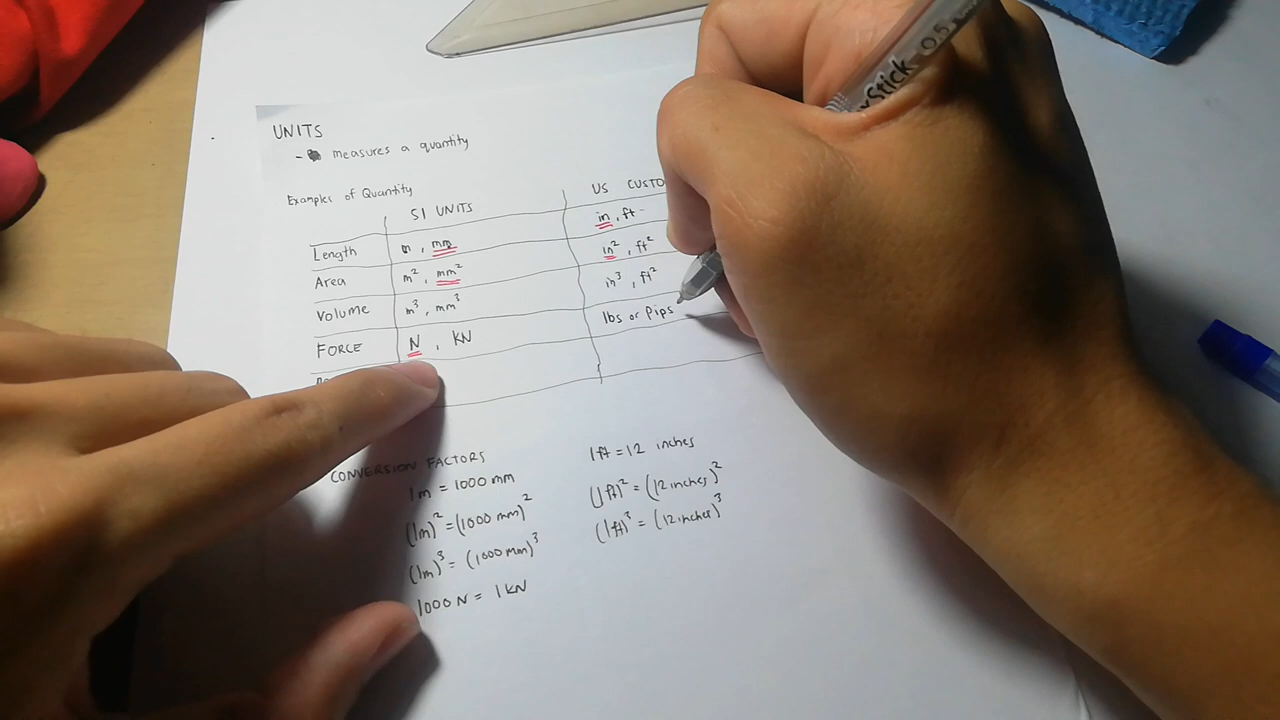 UNITS
- measures a quantity
Examples of Quantity
SI UNITS US CUSTO
Length m, mm in, ft
Area m², mm² in², ft²
Volume m³, mm³ in³, ft²
FORCE N, KN lbs or Pips
CONVERSION FACTORS
1m = 1000 mm 1ft = 12 inches
(1m)² = (1000 mm)² (1ft)² = (12 inches)²
(1m)³ = (1000 mm)³ (1ft)³ = (12 inches)³
1000 N = 1 KN
Stick 0.5